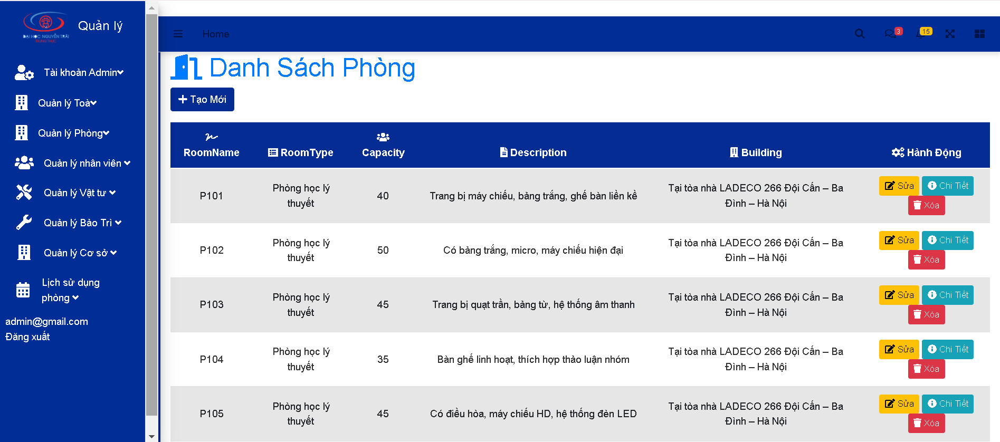 ĐẠI HỌC NGUYỄN TRÃI
TRUNG THỰC
Quản lý
Tài khoản Admin
Quản lý Toà
Quản lý Phòng
Quản lý nhân viên
Quản lý Vật tư
Quản lý Bảo Trì
Quản lý Cơ sở
Lịch sử dụng
phòng
admin@gmail.com
Đăng xuất
Home
3
15
Danh Sách Phòng
Tạo Mới
RoomName RoomType Capacity Description Building Hành Động
P101 Phòng học lý 40 Trang bị máy chiếu, bảng trắng, ghế bàn liền kề Tại tòa nhà LADECO 266 Đội Cấn – Ba Sửa Chi Tiết
thuyết Đình – Hà Nội Xóa
P102 Phòng học lý 50 Có bảng trắng, micro, máy chiếu hiện đại Tại tòa nhà LADECO 266 Đội Cấn – Ba Sửa Chi Tiết
thuyết Đình – Hà Nội Xóa
P103 Phòng học lý 45 Trang bị quạt trần, bảng từ, hệ thống âm thanh Tại tòa nhà LADECO 266 Đội Cấn – Ba Sửa Chi Tiết
thuyết Đình – Hà Nội Xóa
P104 Phòng học lý 35 Bàn ghế linh hoạt, thích hợp thảo luận nhóm Tại tòa nhà LADECO 266 Đội Cấn – Ba Sửa Chi Tiết
thuyết Đình – Hà Nội Xóa
P105 Phòng học lý 45 Có điều hòa, máy chiếu HD, hệ thống đèn LED Tại tòa nhà LADECO 266 Đội Cấn – Ba Sửa Chi Tiết
thuyết Đình – Hà Nội Xóa